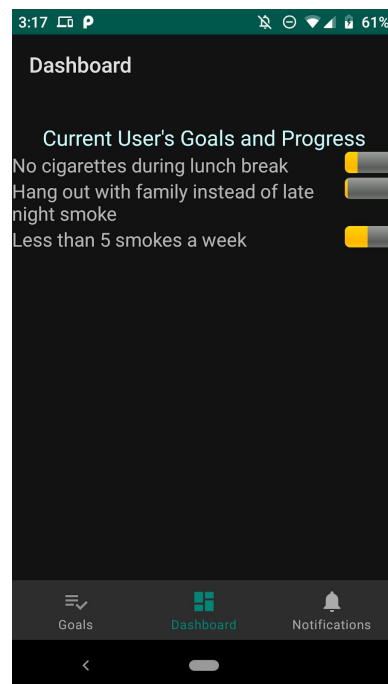 3:17 61%
Dashboard
Current User's Goals and Progress
No cigarettes during lunch break
Hang out with family instead of late
night smoke
Less than 5 smokes a week
Goals Dashboard Notifications